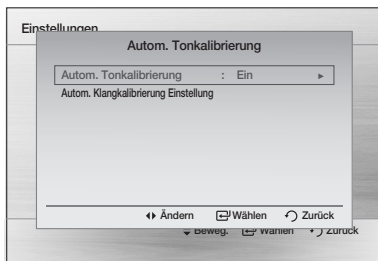 Einstellungen
Autom. Tonkalibrierung
Autom. Tonkalibrierung : Ein ►
Autom. Klangkalibrierung Einstellung
Ändern Wählen Zurück
Beweg. Wählen Zurück